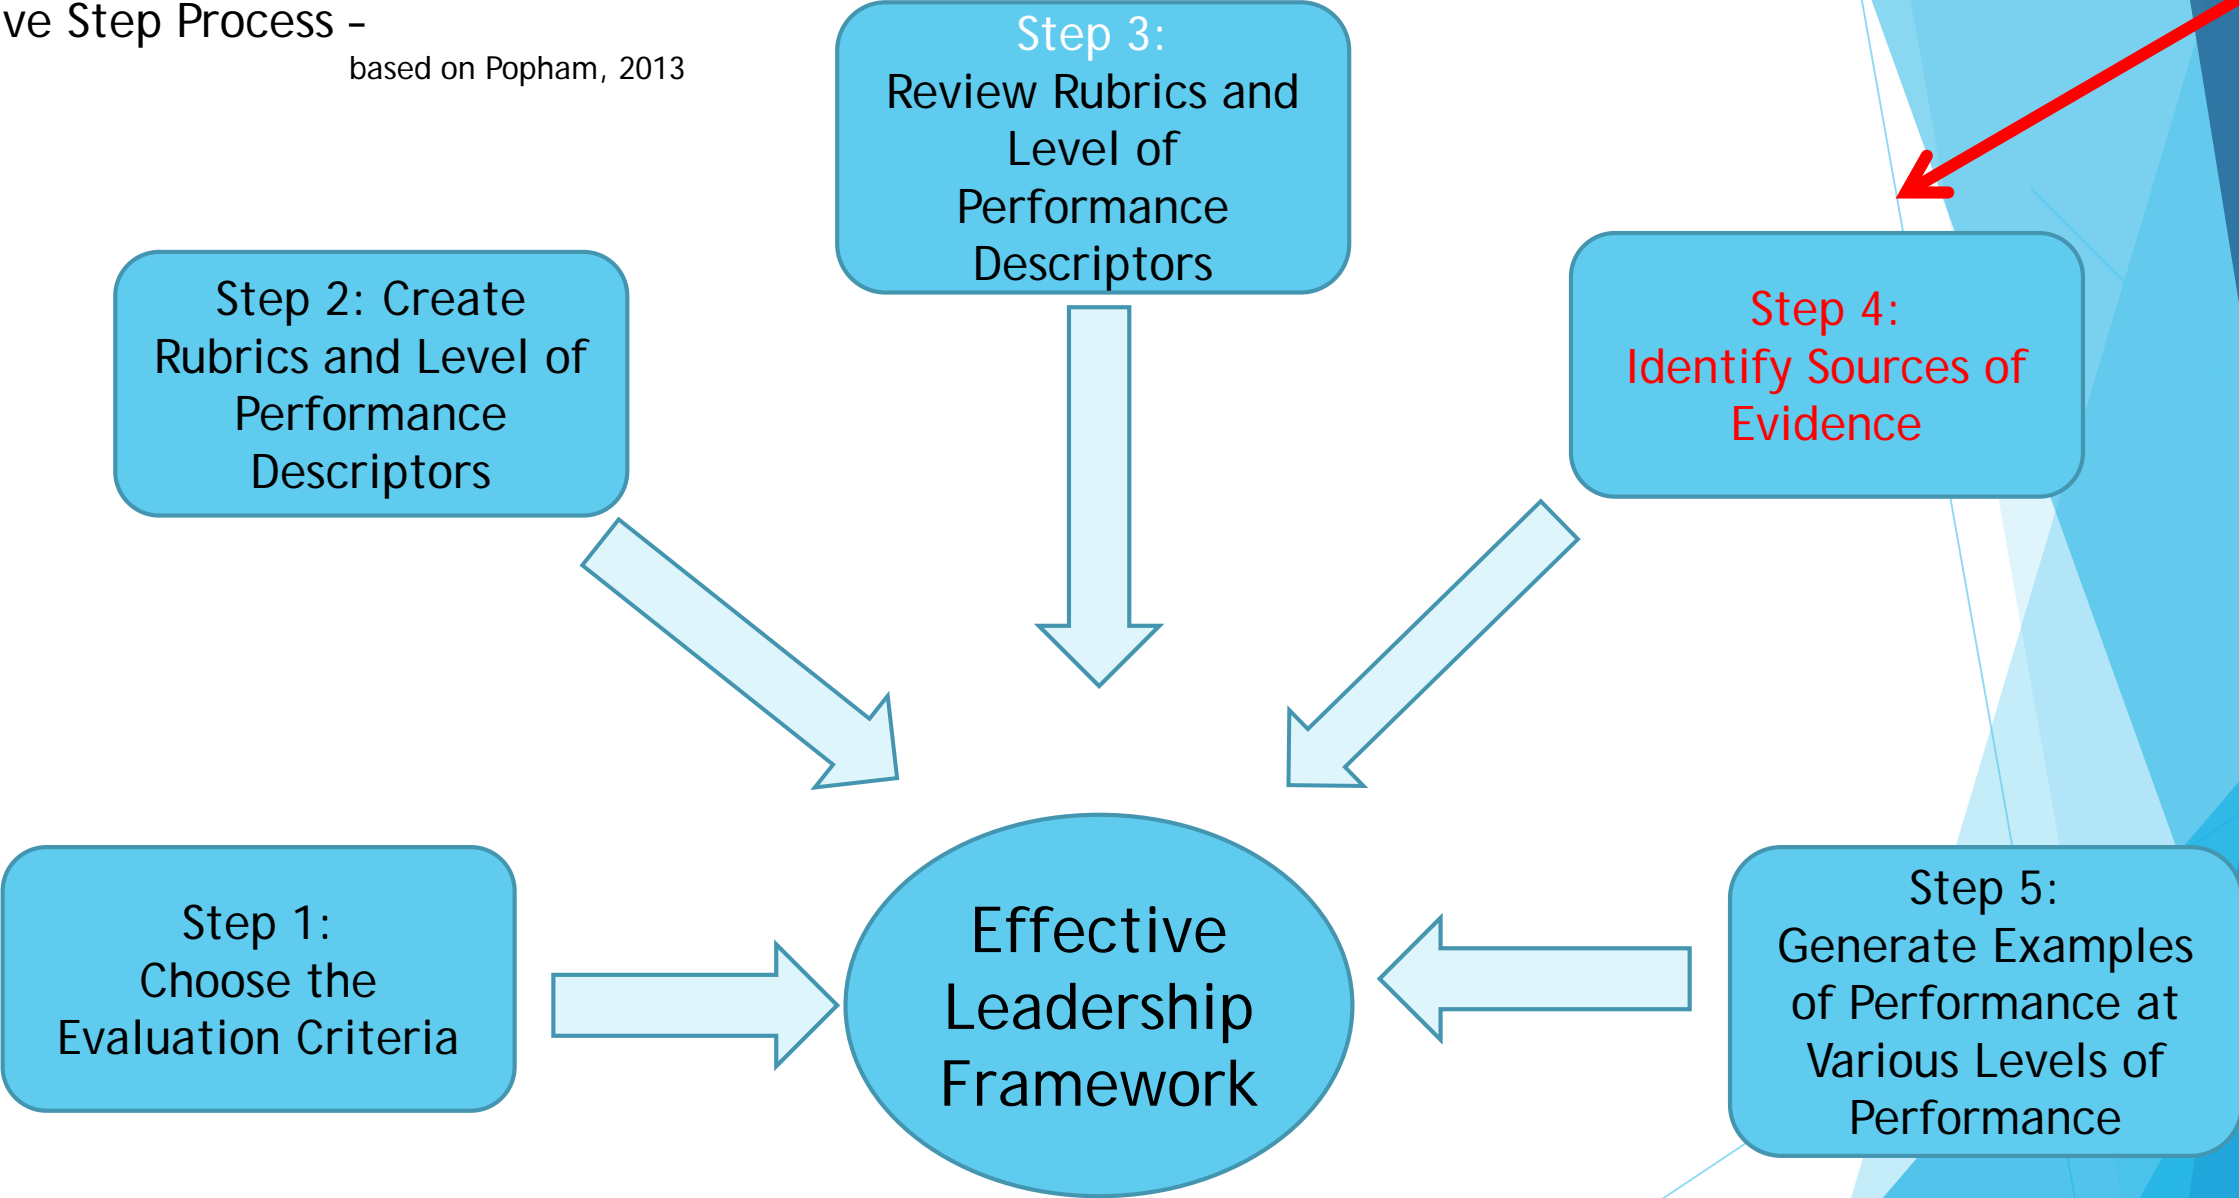 ve Step Process –
based on Popham, 2013
Step 3:
Review Rubrics and
Level of
Performance
Descriptors
Step 2: Create
Rubrics and Level of
Performance
Descriptors
Step 4:
Identify Sources of
Evidence
Step 1:
Choose the
Evaluation Criteria
Effective
Leadership
Framework
Step 5:
Generate Examples
of Performance at
Various Levels of
Performance